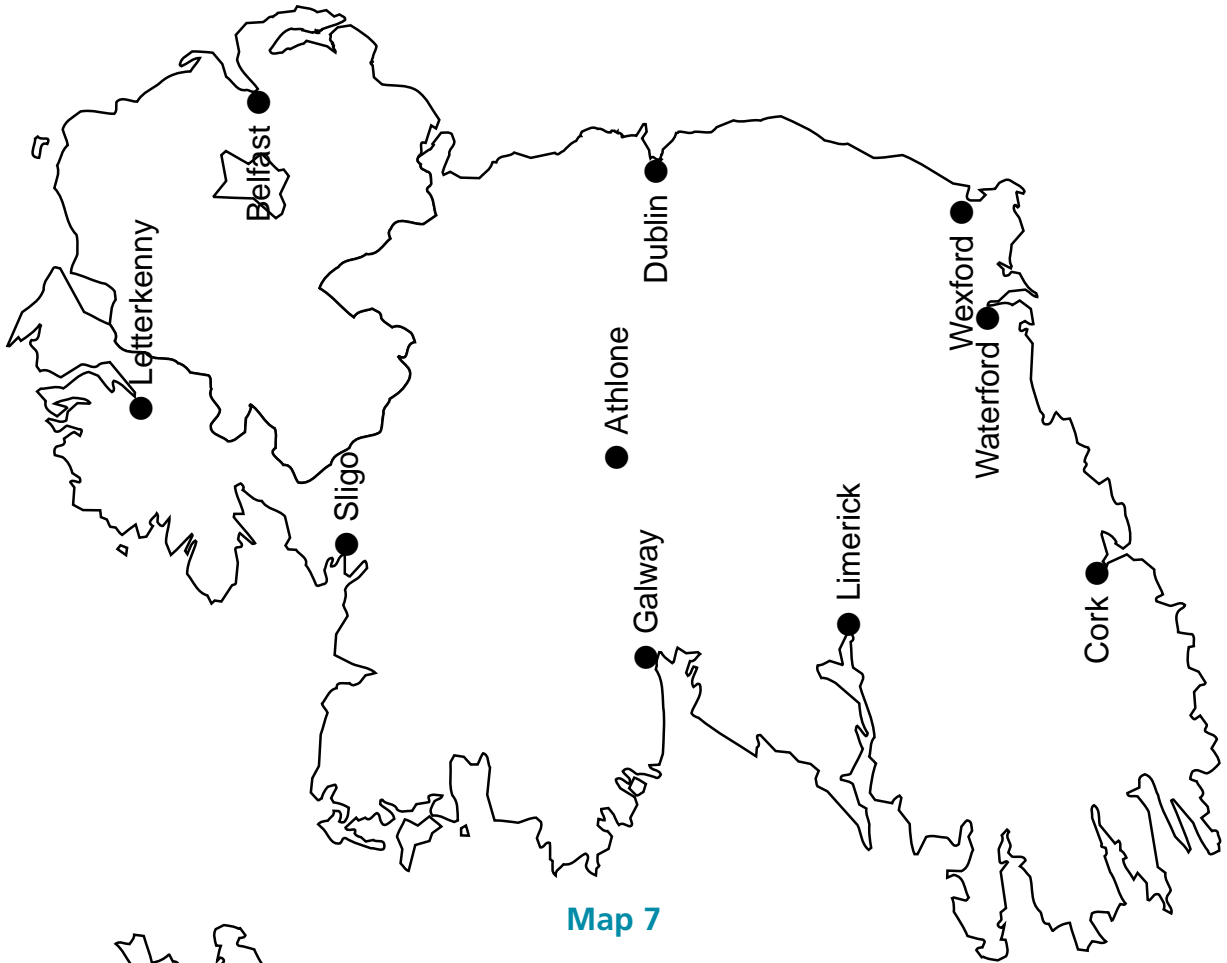 Belfast
Letterkenny
Sligo
Dublin
Athlone
Galway
Limerick
Wexford
Waterford
Cork
Map 7